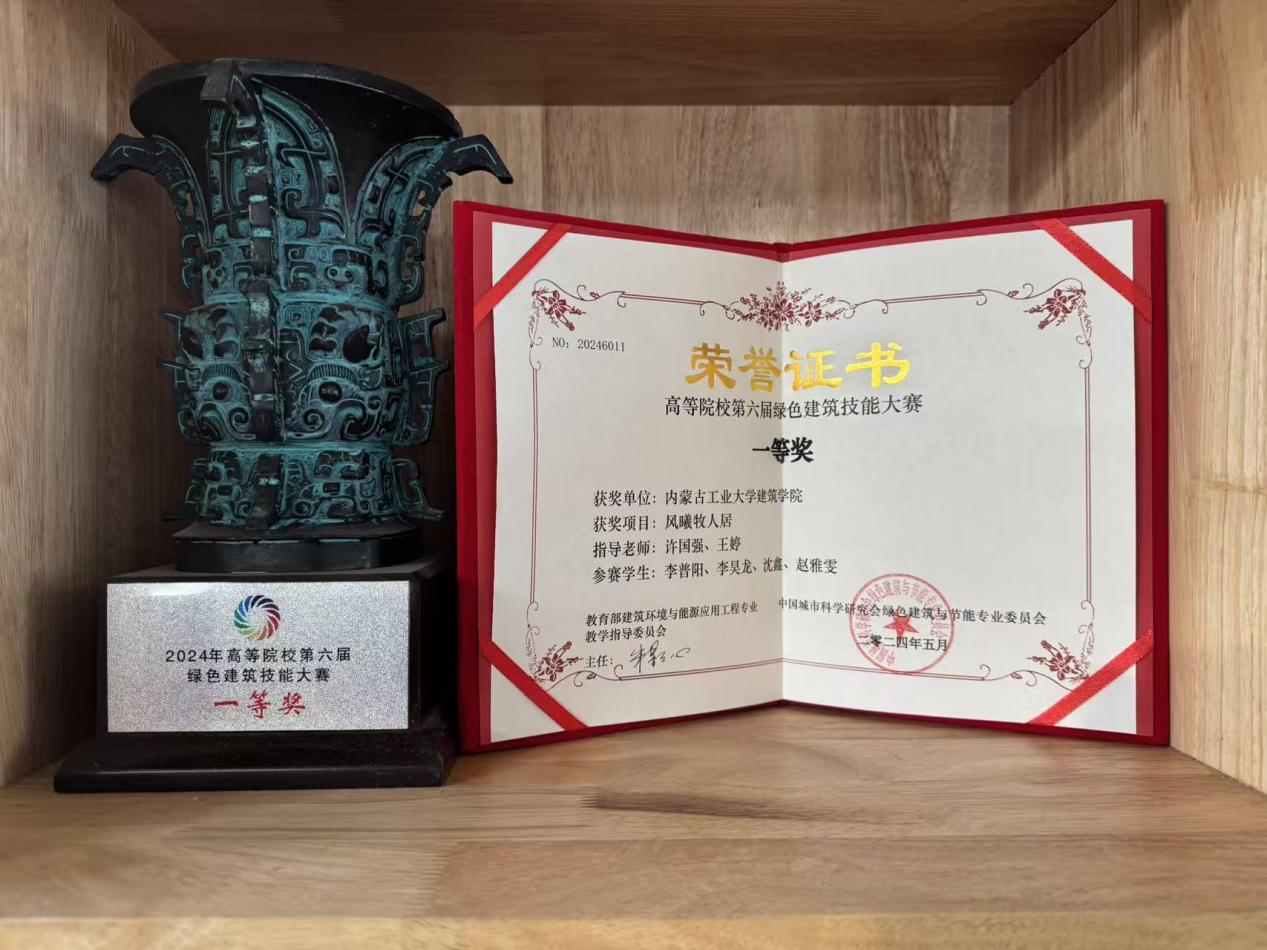 2024年高等院校第六届
绿色建筑技能大赛
一等奖
NO：20246011
荣誉证书
高等院校第六届绿色建筑技能大赛
一等奖
获奖单位：内蒙古工业大学建筑学院
获奖项目：风曦牧人居
指导老师：许国强、王婷
参赛学生：李普阳、李昊龙、沈鑫、赵雅雯
教育部建筑环境与能源应用工程专业
教学指导委员会
主任：
中国城市科学研究会绿色建筑与节能专业委员会
二零二四年五月